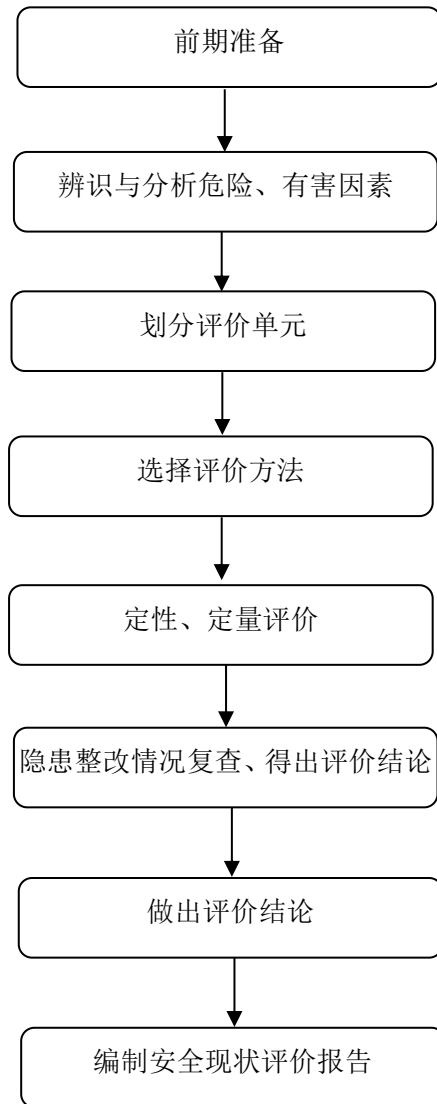 前期准备
辨识与分析危险、有害因素
划分评价单元
选择评价方法
定性、定量评价
隐患整改情况复查、得出评价结论
做出评价结论
编制安全现状评价报告